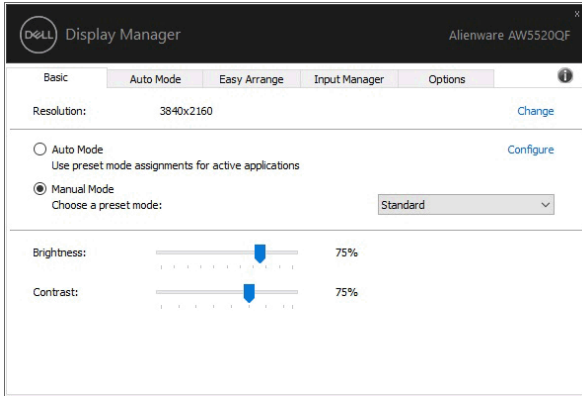 DELL Display Manager Alienware AW5520QF
x
Basic Auto Mode Easy Arrange Input Manager Options i
Resolution: 3840x2160 Change
Auto Mode Configure
Use preset mode assignments for active applications
Manual Mode
Choose a preset mode: Standard
Brightness: 75%
Contrast: 75%